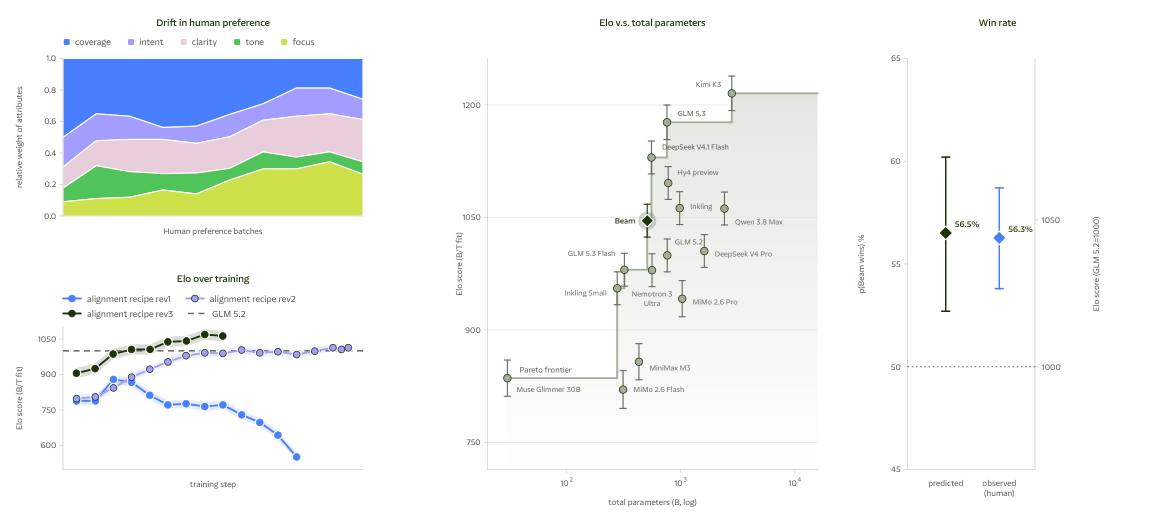 Drift in human preference
coverage intent clarity tone focus
relative weight of attributes
1.0
0.8
0.6
0.4
0.2
0.0
Human preference batches
Elo over training
alignment recipe rev1 alignment recipe rev2
alignment recipe rev3 GLM 5.2
Elo score (B/T fit)
1050
900
750
600
training step
Elo v.s. total parameters
Elo score (B/T fit)
1200
1050
900
750
Kimi K3
GLM 5.3
DeepSeek V4.1 Flash
Hy4 preview
Inkling
Beam
Qwen 3.8 Max
GLM 5.2
GLM 5.3 Flash
DeepSeek V4 Pro
Inkling Small
Nemotron 3
Ultra
MiMo 2.6 Pro
Pareto frontier
MiniMax M3
Muse Glimmer 30B
MiMo 2.6 Flash
10² 10³ 10⁴
total parameters (B, log)
Win rate
p(Beam wins) %
65
60
55
50
45
56.5%
56.3%
1050
1000
Elo score (GLM 5.2=1000)
predicted observed
(human)